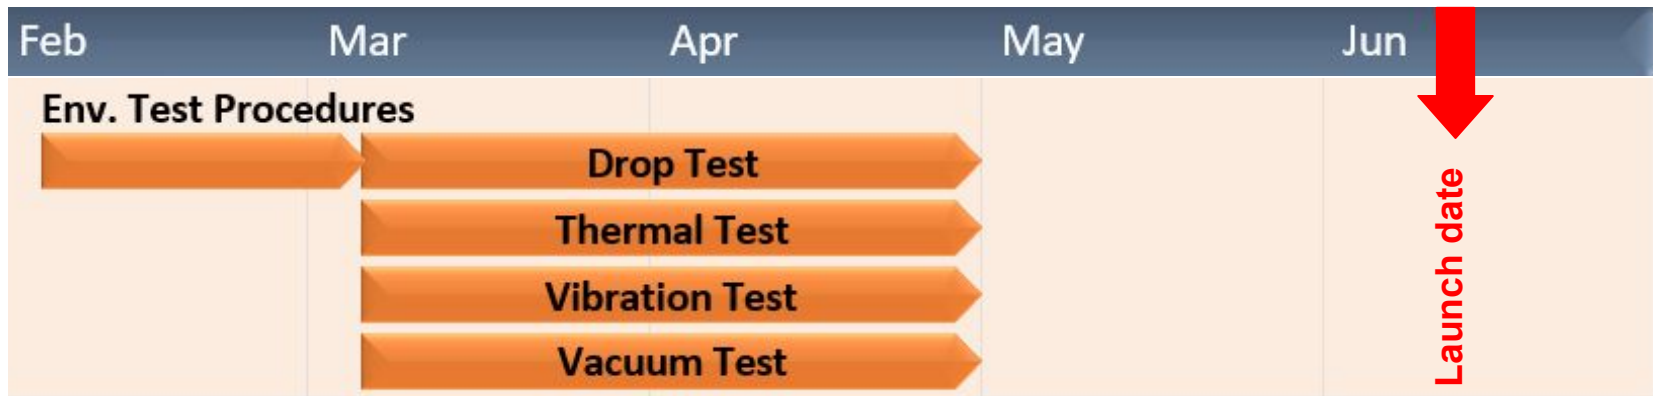 Feb Mar Apr May Jun
Env. Test Procedures
Drop Test
Thermal Test
Vibration Test
Vacuum Test
Launch date